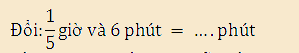 Đổi: 1/5 giờ và 6 phút = .... phút